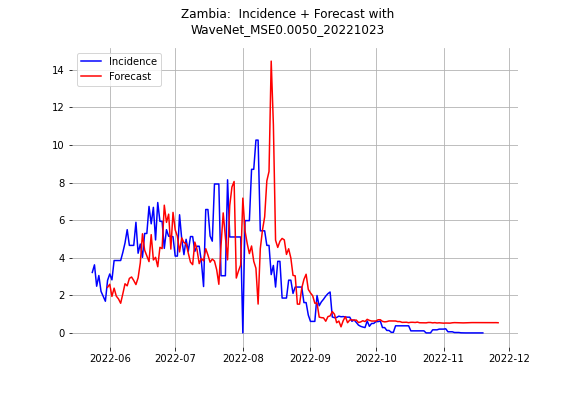 Zambia:  Incidence + Forecast with
WaveNet_MSE0.0050_20221023
Incidence
Forecast
14
12
10
8
6
4
2
0
2022-06 2022-07 2022-08 2022-09 2022-10 2022-11 2022-12